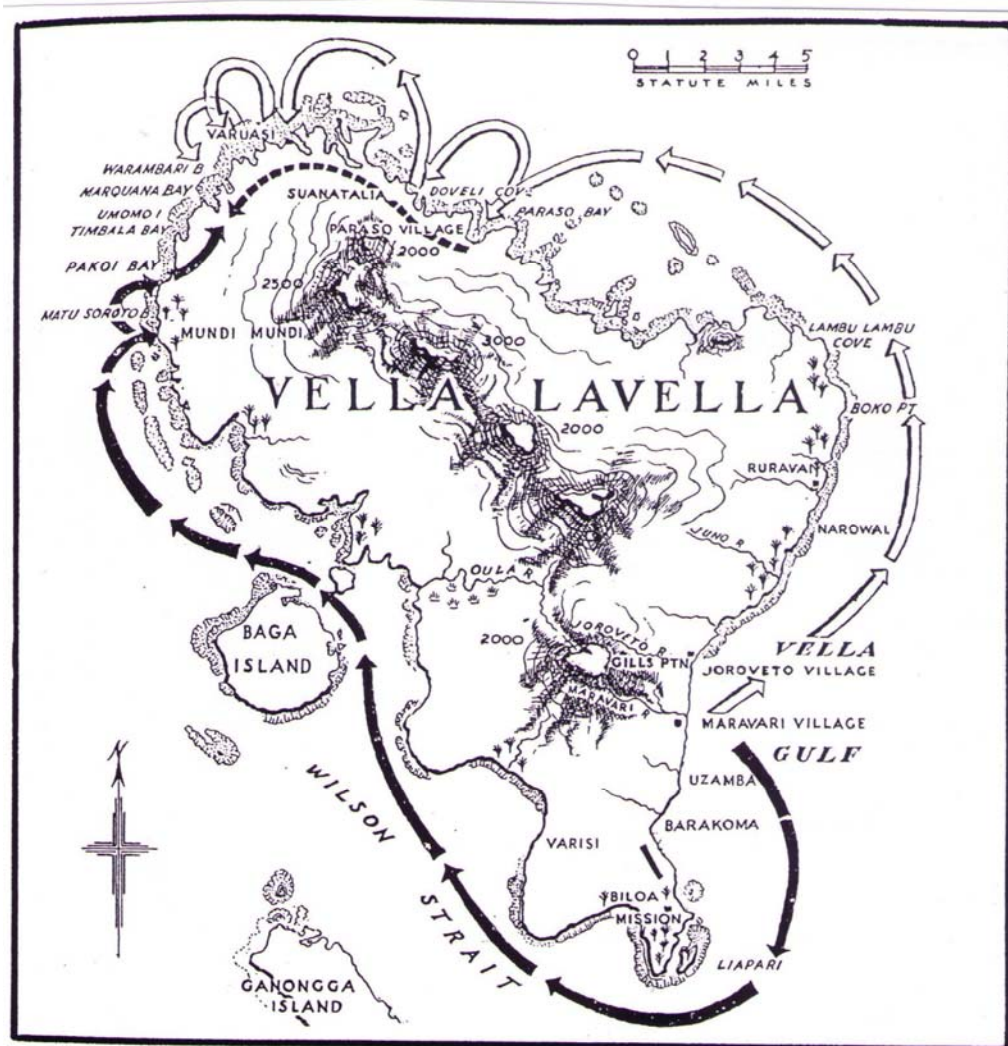 0 1 2 3 4 5
STATUTE MILES
VARUASI
WARAMBARI B
MARQUANA BAY
UMOMO I
TIMBALA BAY
PAKOI BAY
MATU SOROTO B.
SUANATALIA
DOVELI COVE
PARASO BAY
PARASO VILLAGE
2000
2500
MUNDI MUNDI
3000
LAMBU LAMBU
COVE
VELLA LAVELLA
BOKO PT
2000
RURAVAI
NAROWAL
JUNO R
OULA R
BAGA
ISLAND
2000
JOROVETO R.
GILLS PTN
VELLA
JOROVETO VILLAGE
MARAVARI R
MARAVARI VILLAGE
GULF
UZAMBA
BARAKOMA
WILSON STRAIT
VARISI
BILOA
MISSION
LIAPARI
N
GANONGGA
ISLAND